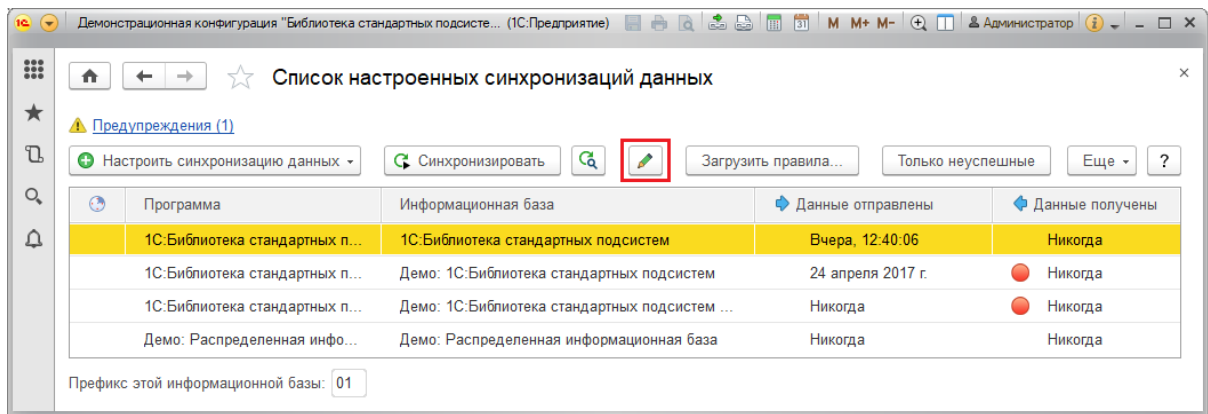 1С Демонстрационная конфигурация "Библиотека стандартных подсисте... (1С:Предприятие) 31 M M+ M- Администратор i
Список настроенных синхронизаций данных
Предупреждения (1)
Настроить синхронизацию данных Синхронизировать Загрузить правила... Только неуспешные Еще ?
Программа Информационная база Данные отправлены Данные получены
1С:Библиотека стандартных п... 1С:Библиотека стандартных подсистем Вчера, 12:40:06 Никогда
1С:Библиотека стандартных п... Демо: 1С:Библиотека стандартных подсистем 24 апреля 2017 г. Никогда
1С:Библиотека стандартных п... Демо: 1С:Библиотека стандартных подсистем ... Никогда Никогда
Демо: Распределенная инфо... Демо: Распределенная информационная база Никогда Никогда
Префикс этой информационной базы: 01